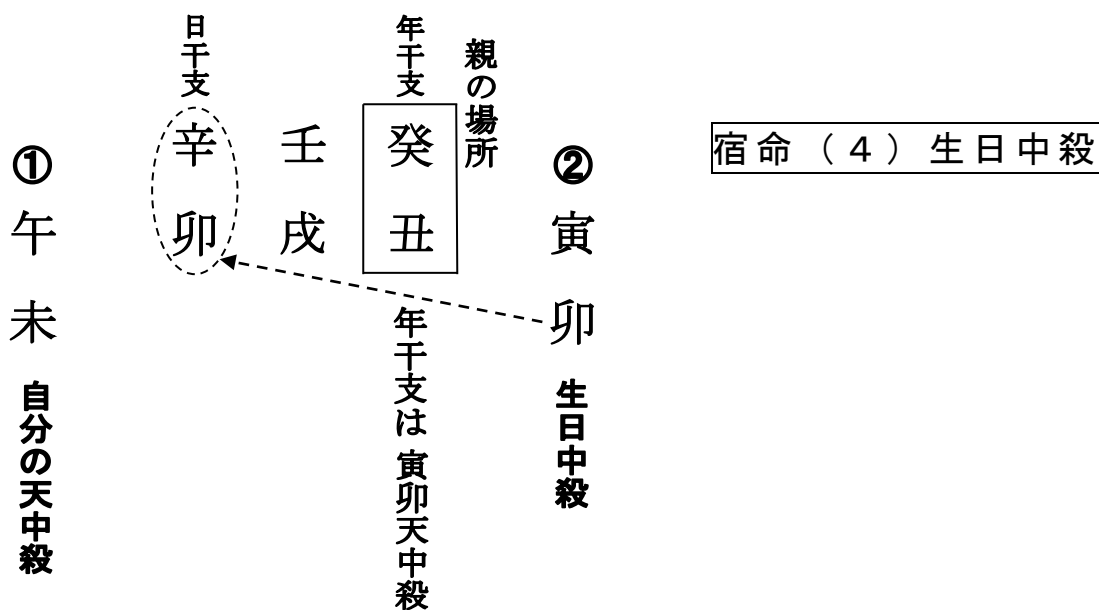 宿命（４）生日中殺
親の場所
年干支
日干支
②
寅
卯
生日中殺
癸
丑
年干支は 寅卯天中殺
壬
戌
辛
卯
①
午
未
自分の天中殺